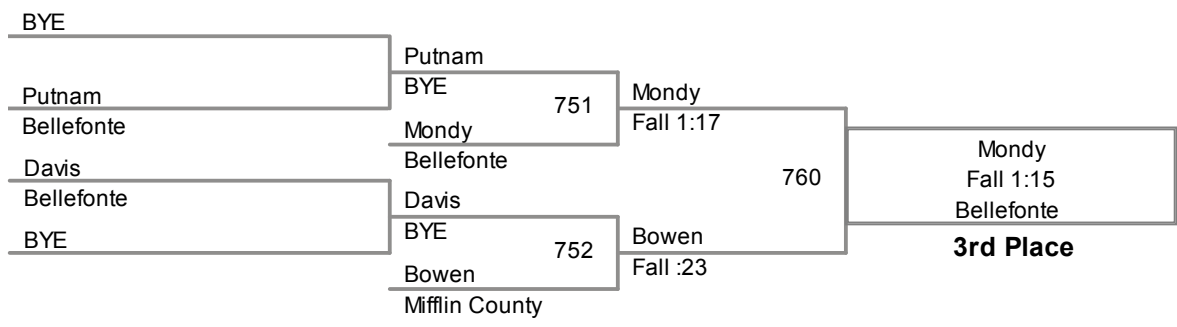 BYE
Putnam
Bellefonte
Davis
Bellefonte
BYE
Putnam
BYE
751
Mondy
Bellefonte
Davis
BYE
752
Bowen
Mifflin County
Mondy
Fall 1:17
760
Bowen
Fall :23
Mondy
Fall 1:15
Bellefonte
3rd Place